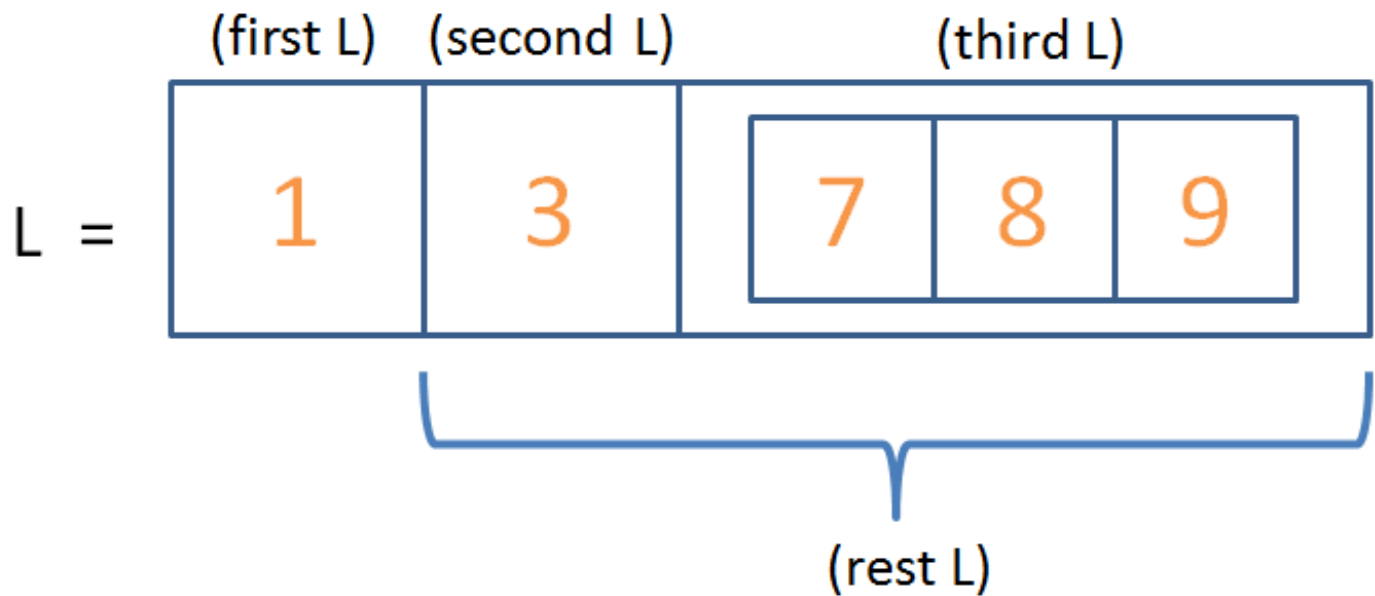 (first L) (second L) (third L)
L = 1 3 7 8 9
(rest L)